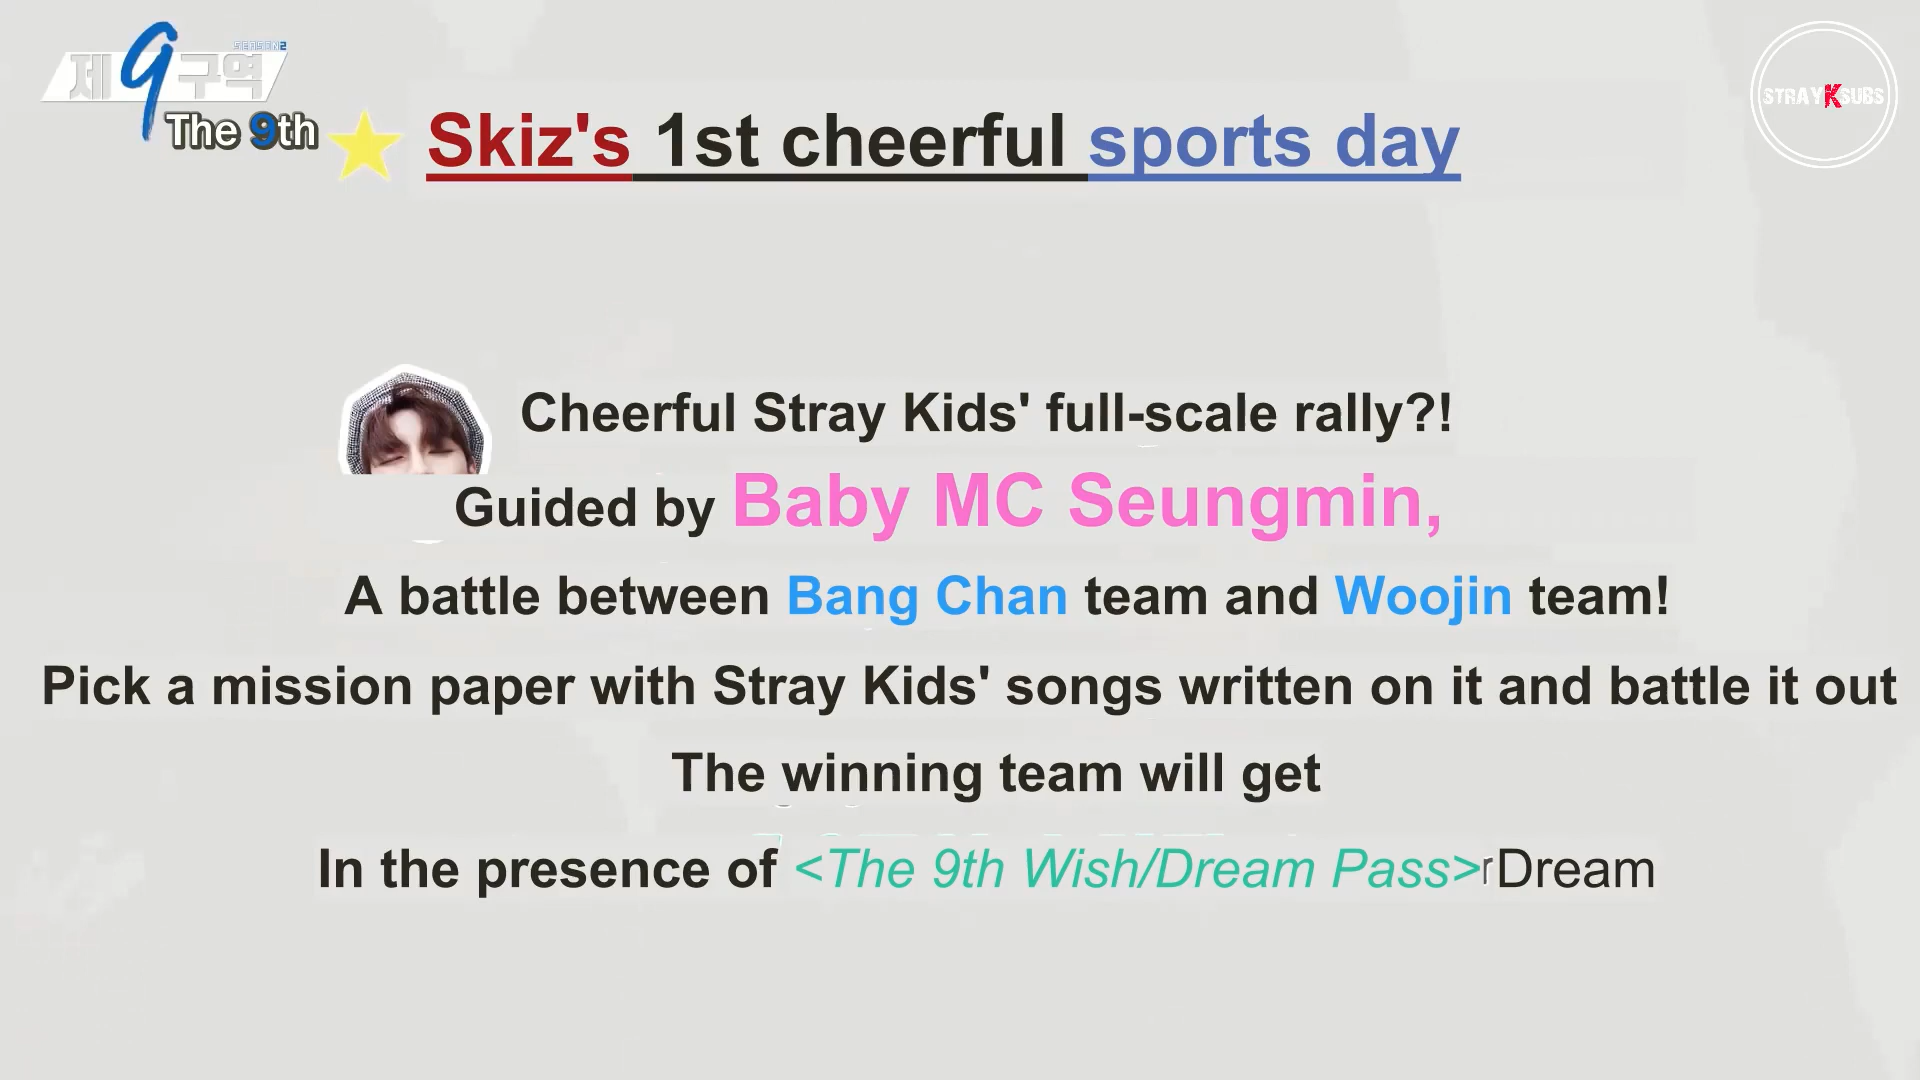 SEASON2
제9구역
The 9th
STRAYKSUBS
Skiz's 1st cheerful sports day
Cheerful Stray Kids' full-scale rally?!
Guided by Baby MC Seungmin,
A battle between Bang Chan team and Woojin team!
Pick a mission paper with Stray Kids' songs written on it and battle it out
The winning team will get
In the presence of <The 9th Wish/Dream Pass> Dream